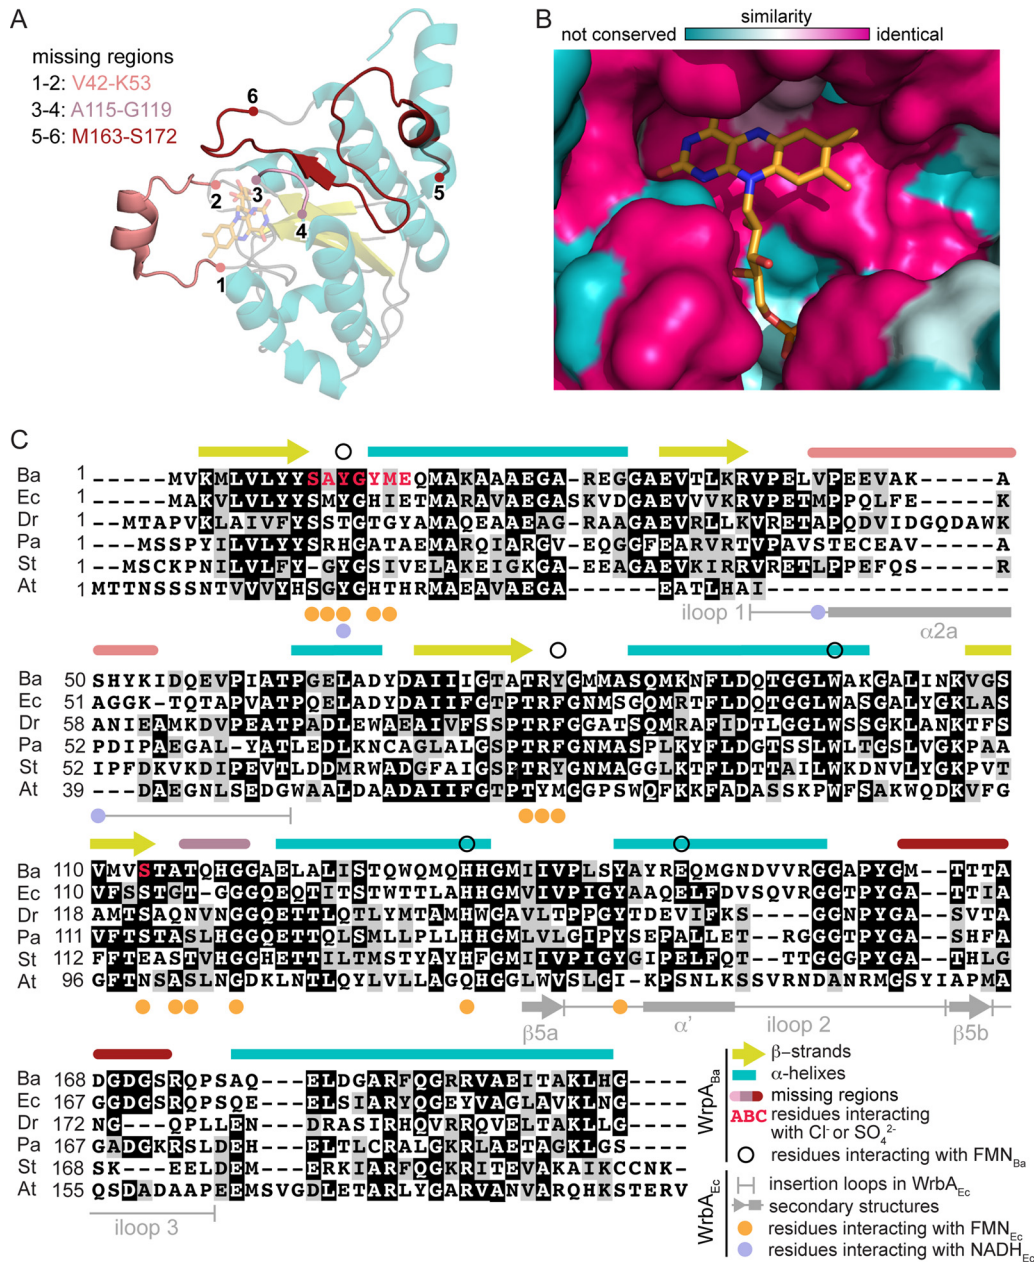 A
missing regions
1-2: V42-K53
3-4: A115-G119
5-6: M163-S172
6
5
2
3
4
1
B
similarity
not conserved
identical
C
Ba 1 -----MVKMLVLYYSAYGYMEQMAKAAAEGA-REGGAEVTLKRVPELVPEEVAK-----A
Ec 1 -----MAKVLVLYYSMYGHIETMARAVAEGASKVDGAEVVVKRVPETMPPQLFE-----K
Dr 1 --MTAPVKLAIVFYSSTGTGYAMAQEAAEAG-RAAGAEVRLLKVRETAPQDVIDGQDAWK
Pa 1 ---MSSPYILVLYYSRHGATAEMARQIARGV-EQGGFEARVRTVPAVSTECEAV-----A
St 1 --MSCKPNILVLFY-GYGSIVELAKEIGKGA-EEAGAEVKIRRVRETLPPEFQS-----R
At 1 MTTNSSSNTVVVYHSGYGHTHRMAEAVAEGA------EATLHAI----------------
iloop 1
α2a
Ba 50 SHYKIDQEVPIATPGELADYDAIIIGTATRYGMMASQMKNFLDQTGGLWAKGALINKVGS
Ec 51 AGGK-TQTAPVATPQELADYDAIIFGTPTRFGNMSGQMRTFLDQTGGLWASGALYGKLAS
Dr 58 ANIEAMKDVPEATPADLEWAEAIVFSSPTRFGGATSQMRAFIDTLGGLWSSGKLANKTFS
Pa 52 PDIPAEGAL-YATLEDLKNCAGLALGSPTRFGNMASPLKYFLDGTSSLWLTGSLVGKPAA
St 52 IPFDKVKDIPEVTLDDMRWADGFAIGSPTRYGNMAGGLKTFLDTTAILWKDNVLYGKPVT
At 39 ---DAEGNLSEDGWAALDAADAIIFGTPTYMGGPSWQFKKFADASSKPWFSAKWQDKVFG
Ba 110 VMVSTATQHGGAELALISTQWQMQHHGMIIVPLSYAYREQMGNDVVRGGAPYGM--TTTA
Ec 110 VFSSTGT-GGGQEQTITSTWTTLAHHGMVIVPIGYAAQELFDVSQVRGGTPYGA--TTIA
Dr 118 AMTSAQNVNGGQETTLQTLYMTAMHWGAVLTPPGYTDEVIFKS----GGNPYGA--SVTA
Pa 111 VFTSTASLHGGQETTQLSMLLPLLHHGMLVLGIPYSEPALLET---RGGGTPYGA--SHFA
St 112 FFTEASTVHGGHETTILTMSTYAYHFGMIIVPIGYGIPELFQT---TTGGGPYGA--THLG
At 96 GFTNSASLNGDKLNTLQYLVLLAGQHGGLWVSLGI-KPSNLKSSVRNDANRMGSYIAPMA
β5a
α'
iloop 2
β5b
Ba 168 DGDGSRQPSAQ---ELDGARFQGRRVAEITAKLHG----
Ec 167 GGDGSRQPSQE---ELSIARYQGEYVAGLAVKLNG----
Dr 172 NG---QPLLEN---DRASIRHQVRRQVELTAKLLG----
Pa 167 GADGKRSLDEH---ELTLCRALGKRLAETAGKLGS----
St 168 SK---EELDEM---ERKIARFQGKRITEVAKAIKCCNK-
At 155 QSDADAAPEEMSVGDLETARLYGARVANVARQHKSTERV
iloop 3
WrpABa
β-strands
α-helixes
missing regions
ABC residues interacting
with Cl- or SO42-
residues interacting with FMNBa
WrbAEc
insertion loops in WrbAEc
secondary structures
residues interacting with FMNEc
residues interacting with NADHEc